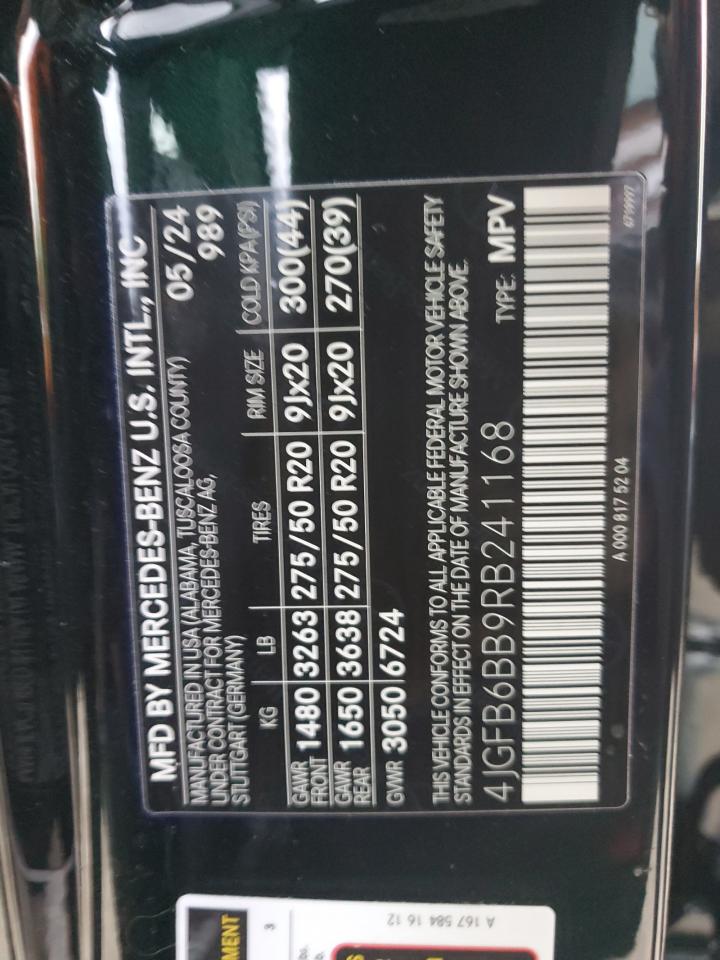 MFD BY MERCEDES-BENZ U.S. INTL., INC
MANUFACTURED IN USA (ALABAMA, TUSCALOOSA COUNTY) 05/24
UNDER CONTRACT FOR MERCEDES-BENZ AG, 989
STUTTGART (GERMANY)
KG LB TIRES RIM SIZE COLD KPA(PSI)
GAWR FRONT 1480 3263 275/50 R20 9Jx20 300(44)
GAWR REAR 1650 3638 275/50 R20 9Jx20 270(39)
GVWR 3050 6724
THIS VEHICLE CONFORMS TO ALL APPLICABLE FEDERAL MOTOR VEHICLE SAFETY
STANDARDS IN EFFECT ON THE DATE OF MANUFACTURE SHOWN ABOVE.
4JGFB6BB9RB241168 TYPE: MPV
A 000 817 52 04
A 167 584 16 12
3